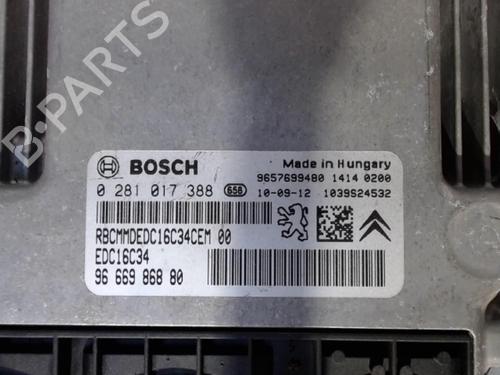 B-PARTS
BOSCH
Made in Hungary
9657699480 1414 0200
0 281 017 388 658 10-09-12 1039S24532
RBCMMDEDC16C34CEM 00
EDC16C34
96 669 868 80